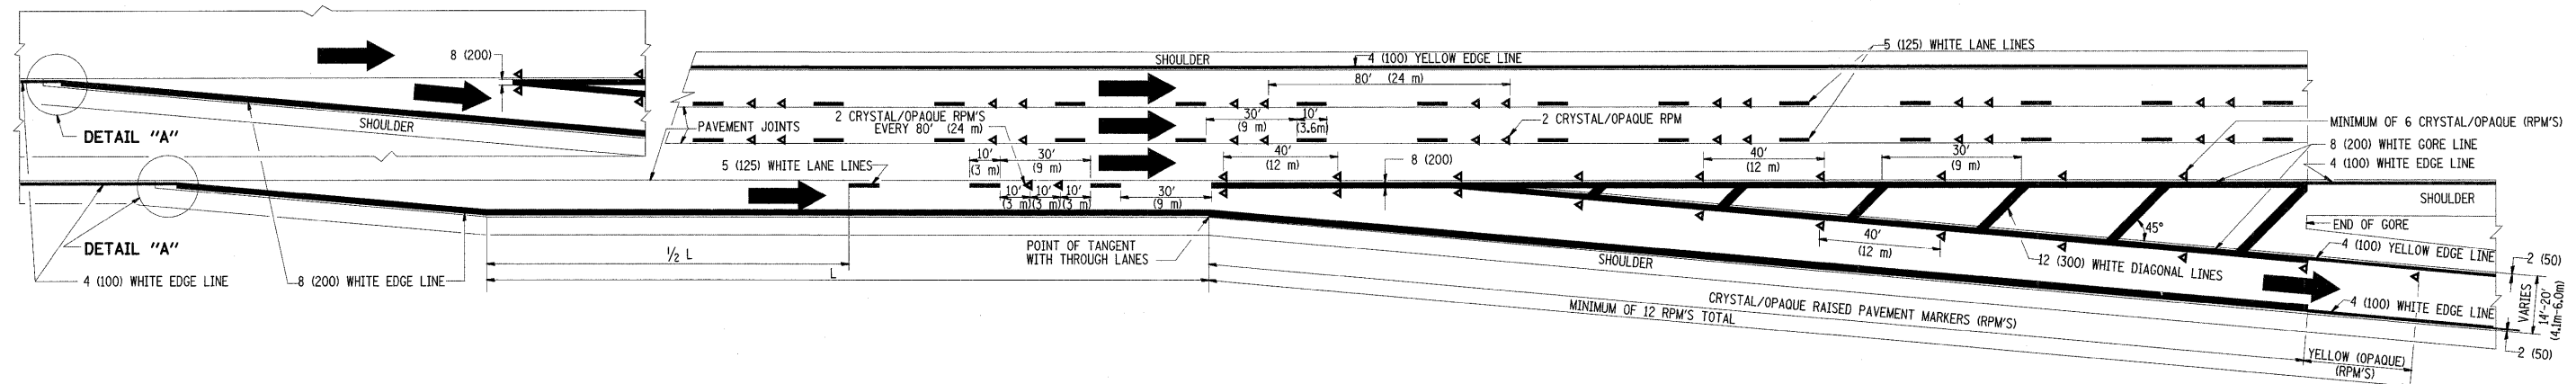 8 (200)
DETAIL "A"
SHOULDER
SHOULDER
4 (100) YELLOW EDGE LINE
5 (125) WHITE LANE LINES
80' (24 m)
2 CRYSTAL/OPAQUE RPM'S
EVERY 80' (24 m)
PAVEMENT JOINTS
30'
(9 m)
10'
(3.6m)
2 CRYSTAL/OPAQUE RPM
MINIMUM OF 6 CRYSTAL/OPAQUE (RPM'S)
8 (200) WHITE GORE LINE
4 (100) WHITE EDGE LINE
5 (125) WHITE LANE LINES
10'
(3 m)
30'
(9 m)
40'
(12 m)
8 (200)
40'
(12 m)
30'
(9 m)
10'
(3 m)
10'
(3 m)
10'
(3 m)
30'
(9 m)
SHOULDER
DETAIL "A"
4 (100) WHITE EDGE LINE
8 (200) WHITE EDGE LINE
½ L
L
POINT OF TANGENT
WITH THROUGH LANES
SHOULDER
40'
(12 m)
45°
END OF GORE
4 (100) YELLOW EDGE LINE
2 (50)
12 (300) WHITE DIAGONAL LINES
CRYSTAL/OPAQUE RAISED PAVEMENT MARKERS (RPM'S)
MINIMUM OF 12 RPM'S TOTAL
4 (100) WHITE EDGE LINE
VARIES
14'-20'
(4.1m-6.0m)
2 (50)
YELLOW (OPAQUE)
(RPM'S)